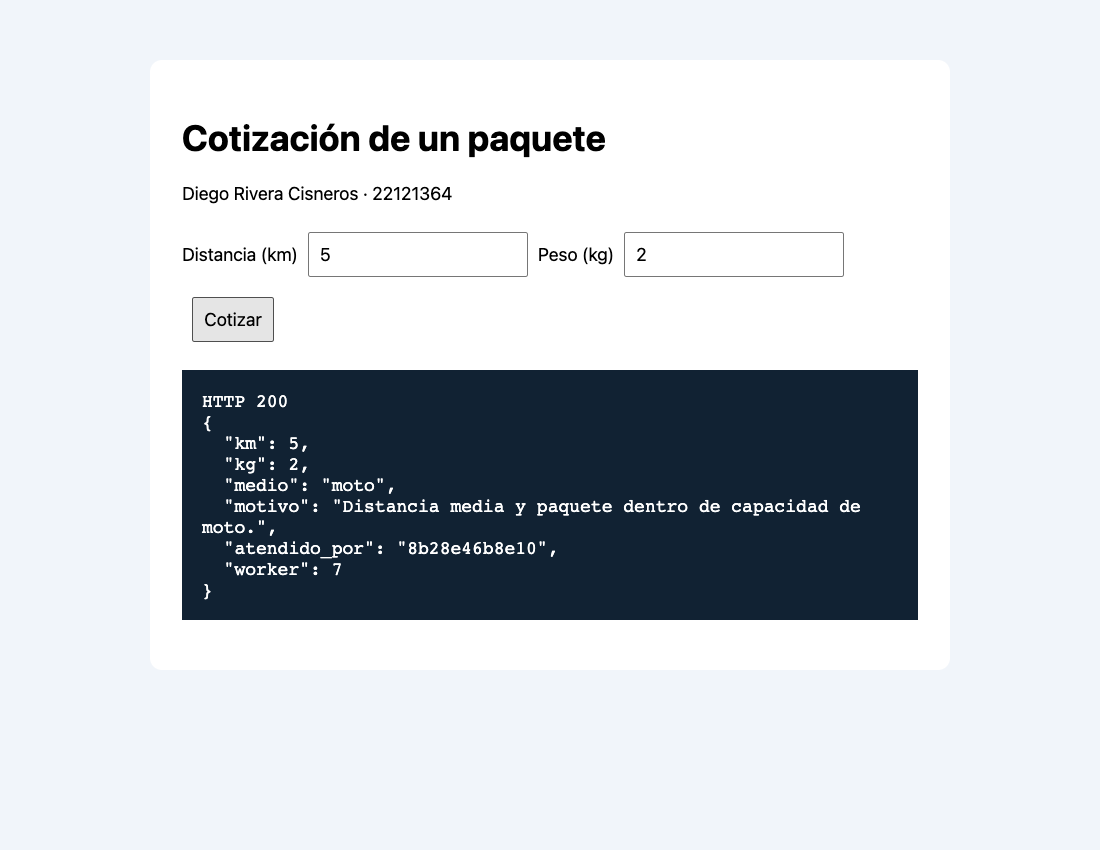 Cotización de un paquete
Diego Rivera Cisneros · 22121364
Distancia (km) 5 Peso (kg) 2
Cotizar
HTTP 200
{
  "km": 5,
  "kg": 2,
  "medio": "moto",
  "motivo": "Distancia media y paquete dentro de capacidad de
moto.",
  "atendido_por": "8b28e46b8e10",
  "worker": 7
}